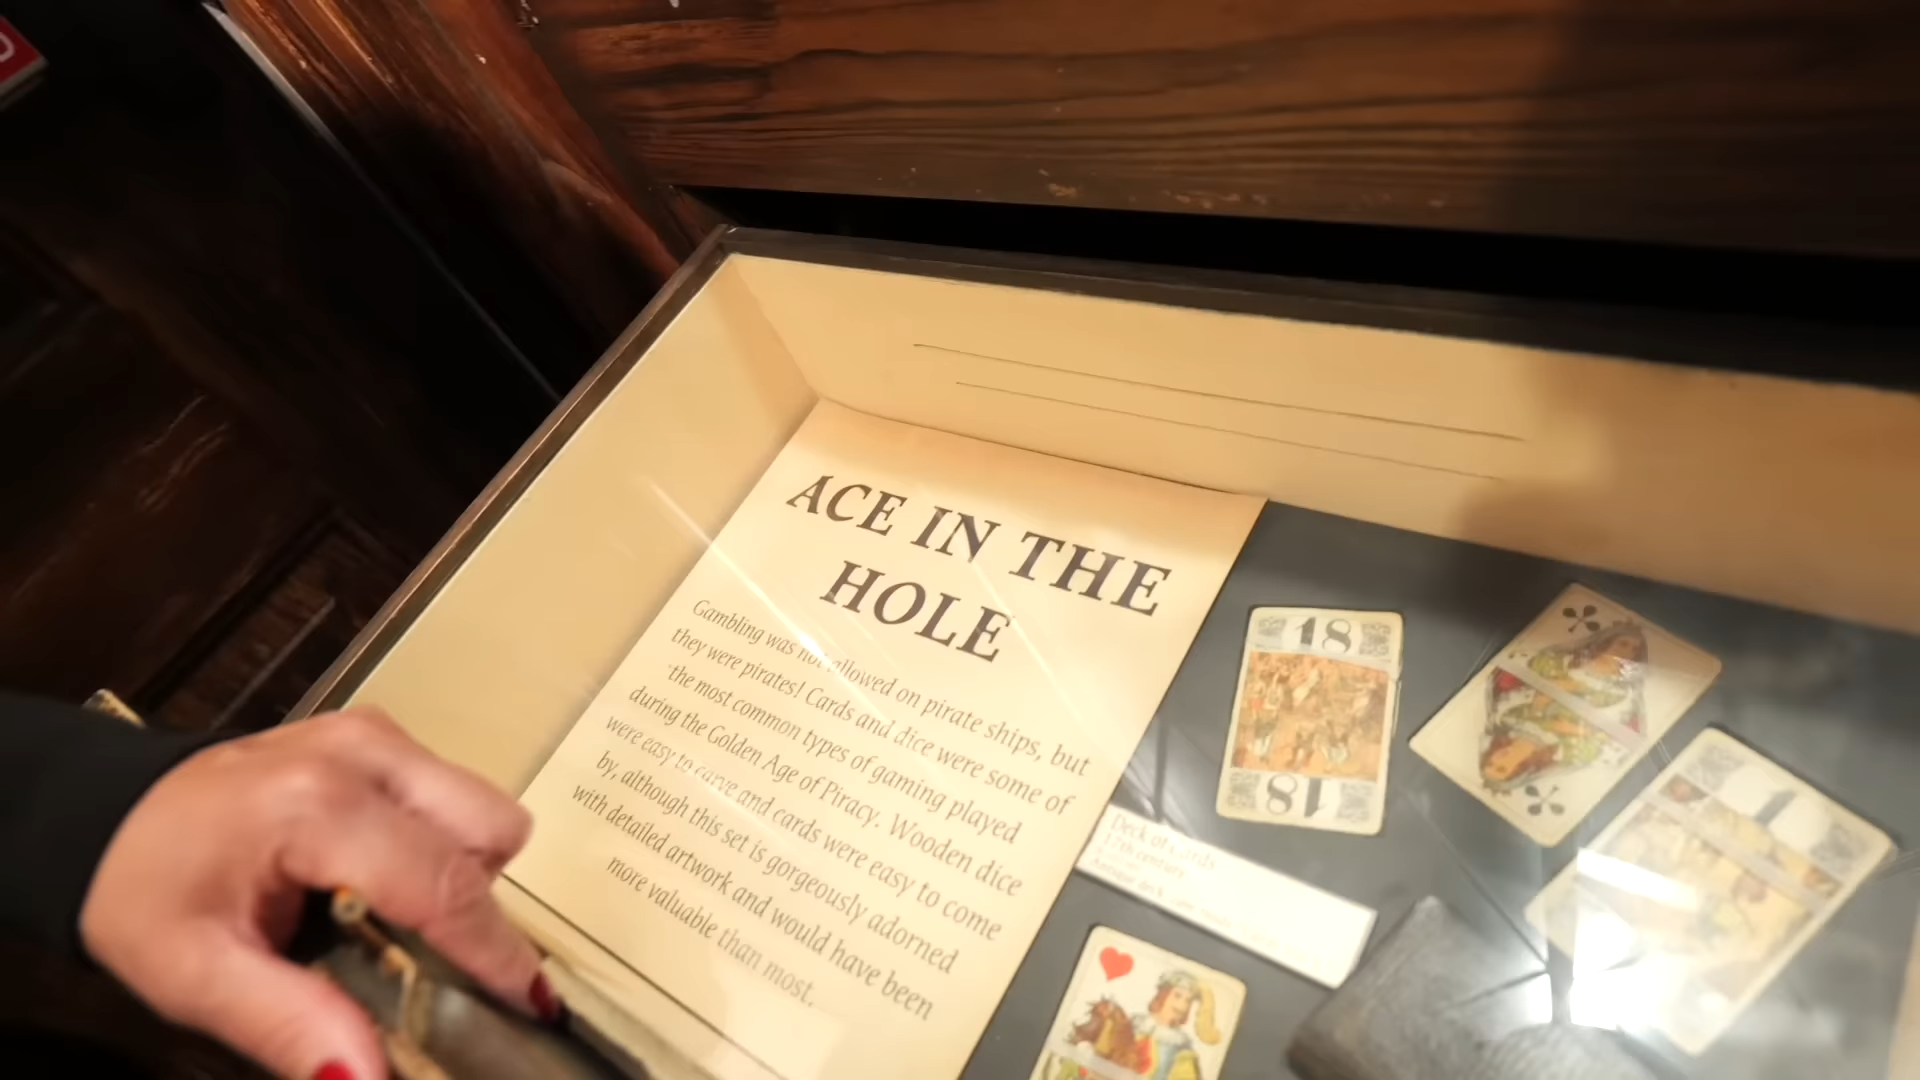 ACE IN THE
HOLE
Gambling was not allowed on pirate ships, but
they were pirates! Cards and dice were some of
the most common types of gaming played
during the Golden Age of Piracy. Wooden dice
were easy to carve and cards were easy to come
by, although this set is gorgeously adorned
with detailed artwork and would have been
more valuable than most.
18
18
1
Deck of Cards
17th century